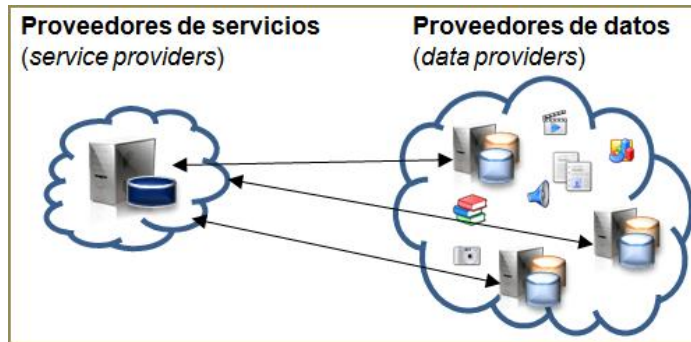 Proveedores de servicios
(service providers)
Proveedores de datos
(data providers)